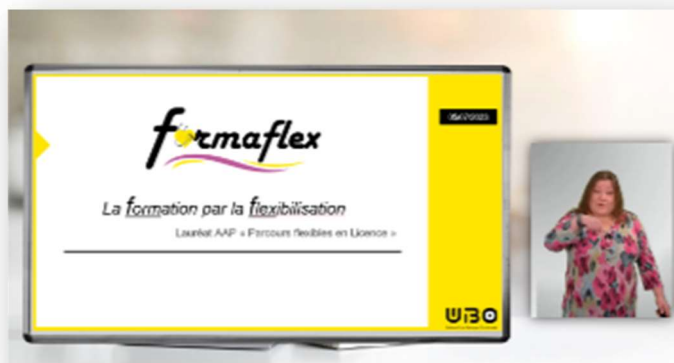 formaflex
La formation par la flexibilisation
Lauréat AAP « Parcours flexibles en Licence »
UBO